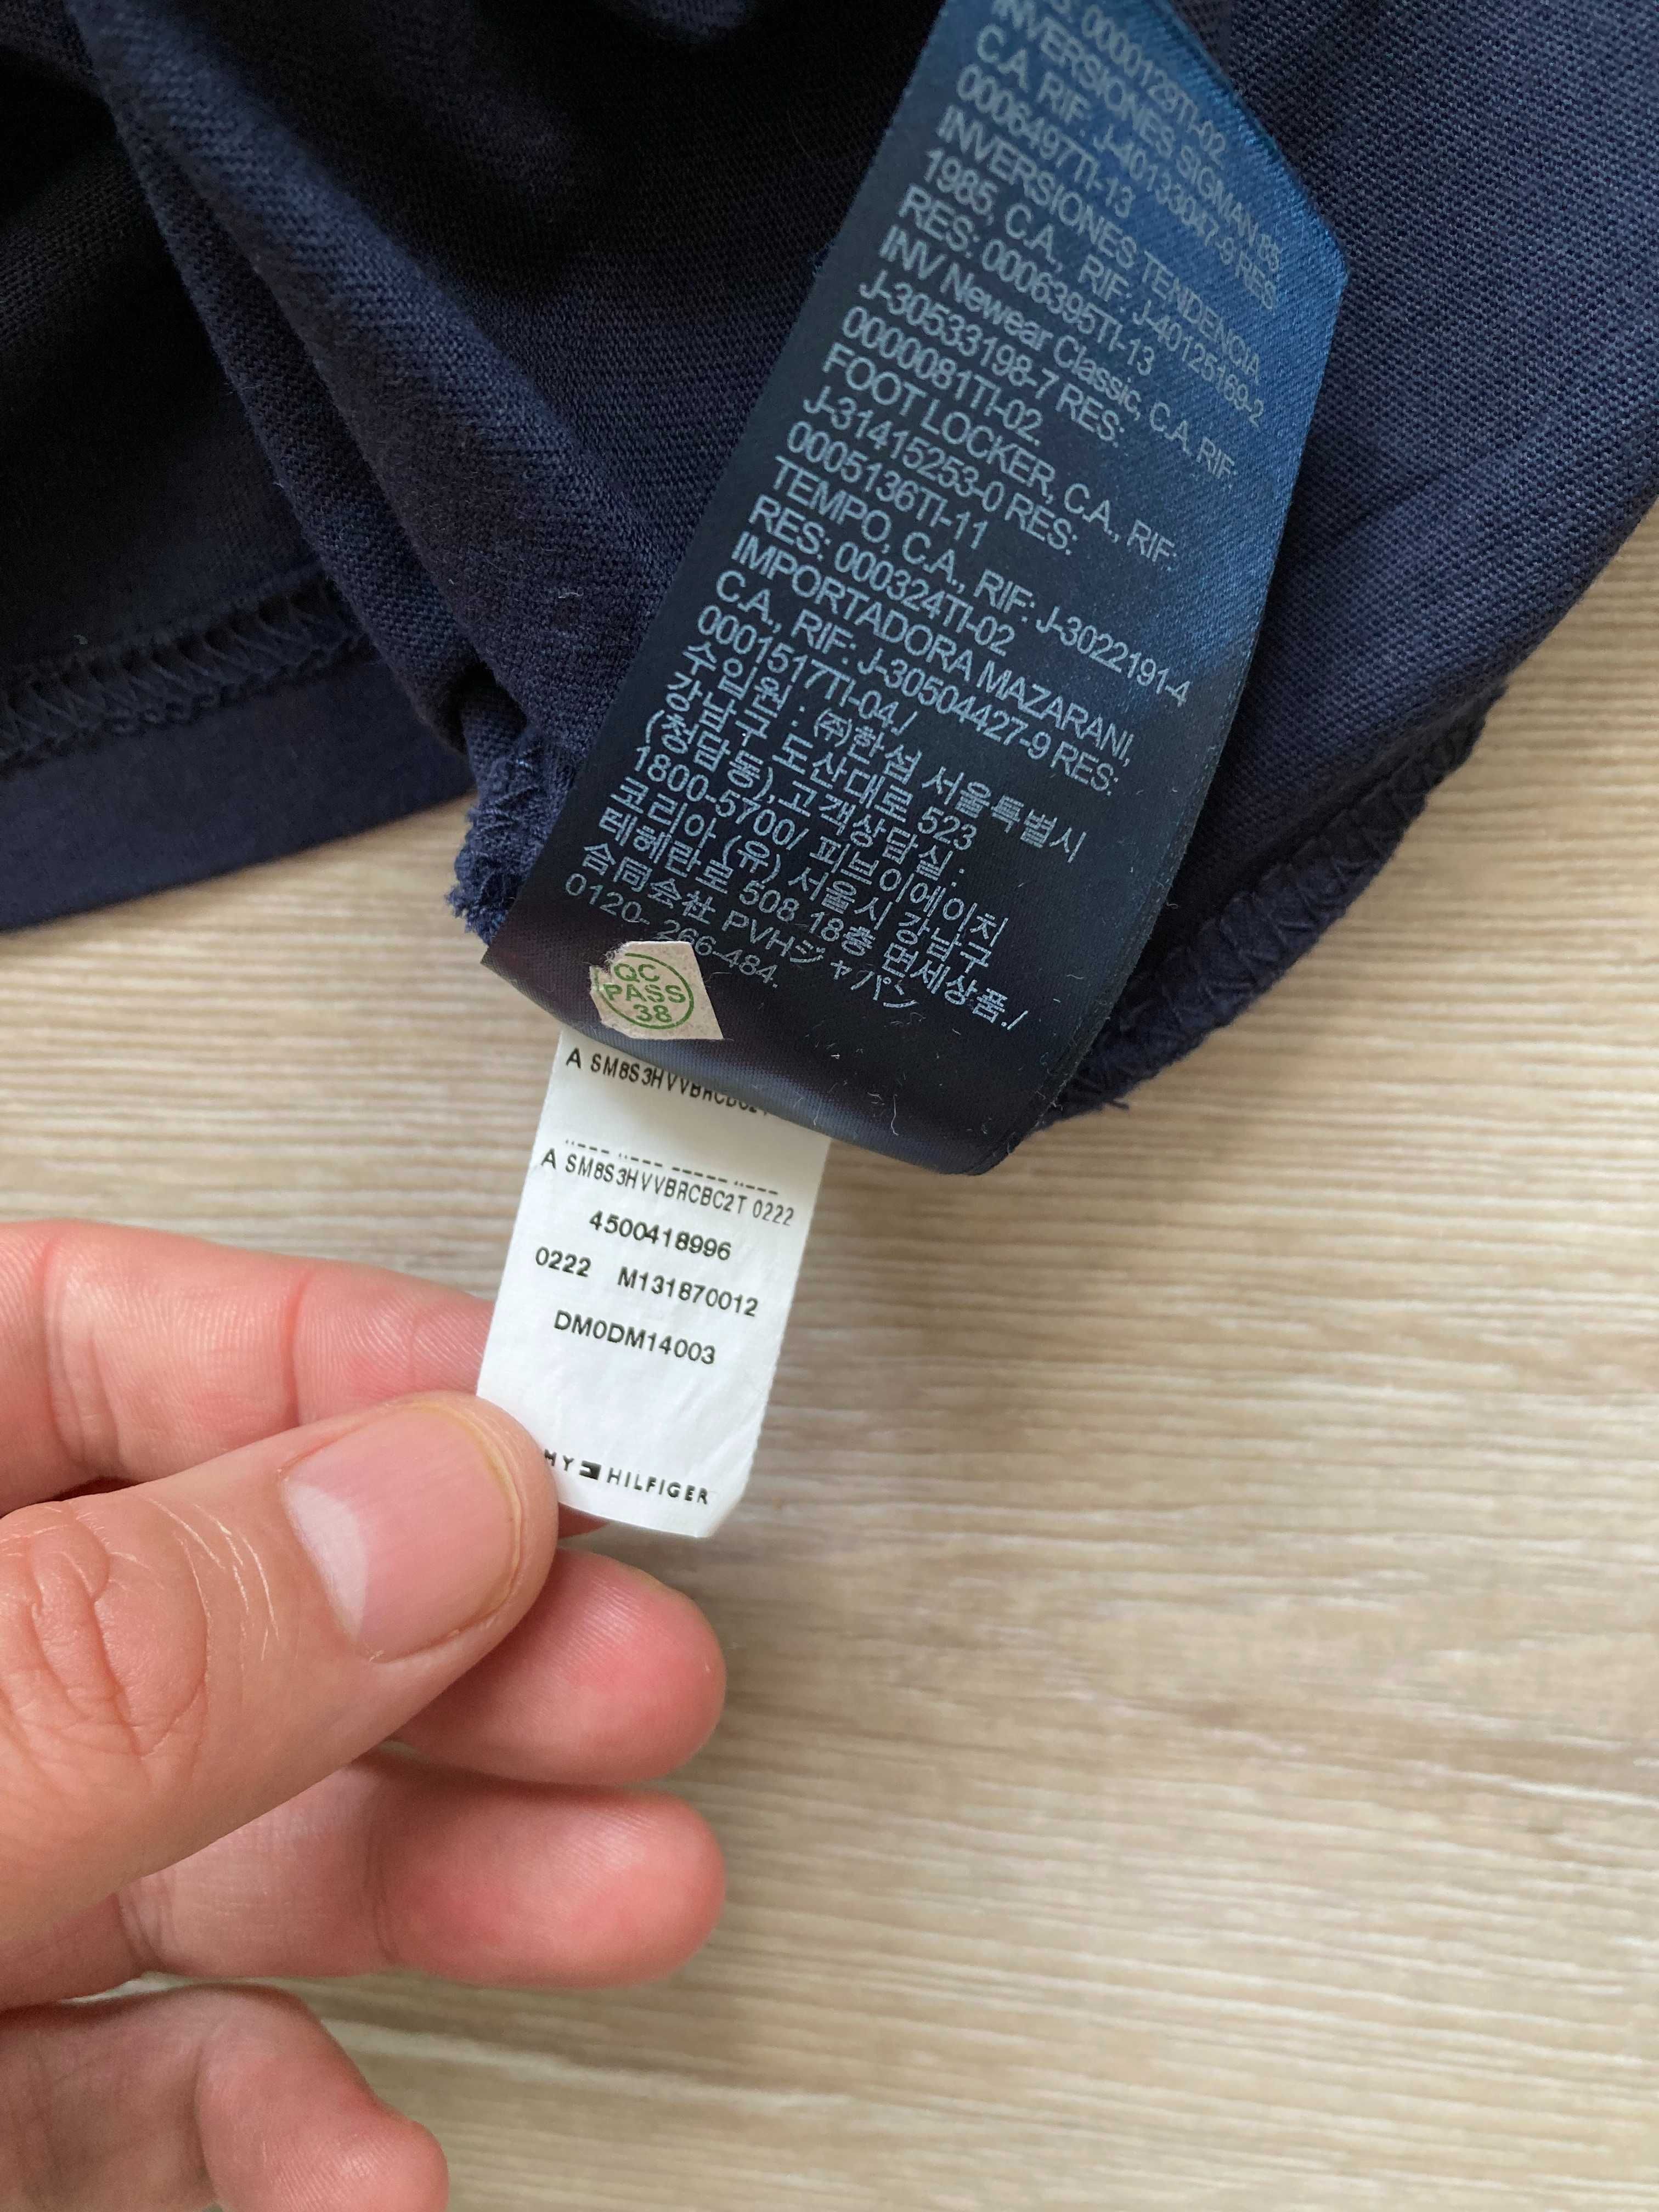 S. 0000129TI-02
INVERSIONES SIGMAN 85
C.A. RIF: J-40133047-9 RES
0006497TI-13
INVERSIONES TENDENCIA
1985, C.A., RIF: J-40125169-2
RES: 0006395TI-13
INV Newear Classic, C.A. RIF:
J-30533198-7 RES:
0000081TI-02.
FOOT LOCKER, C.A., RIF:
J-31415253-0 RES:
0005136TI-11
TEMPO, C.A., RIF: J-3022191-4
RES: 000324TI-02
IMPORTADORA MAZARANI,
C.A., RIF: J-30504427-9 RES:
0001517TI-04./
수입원 : ㈜한섬 서울특별시
강남구 도산대로 523
(청담동),고객상담실 :
1800-5700/ 피브이에이치
코리아 (유) 서울시 강남구
테헤란로 508 18층 면세상품./
合同会社 PVHジャパン
0120- 266-484.
QC
PASS
38
A SM8S3HVVBRCBC2T
A SM8S3HVVBRCBC2T 0222
4500418996
0222 M131870012
DM0DM14003
MY HILFIGER